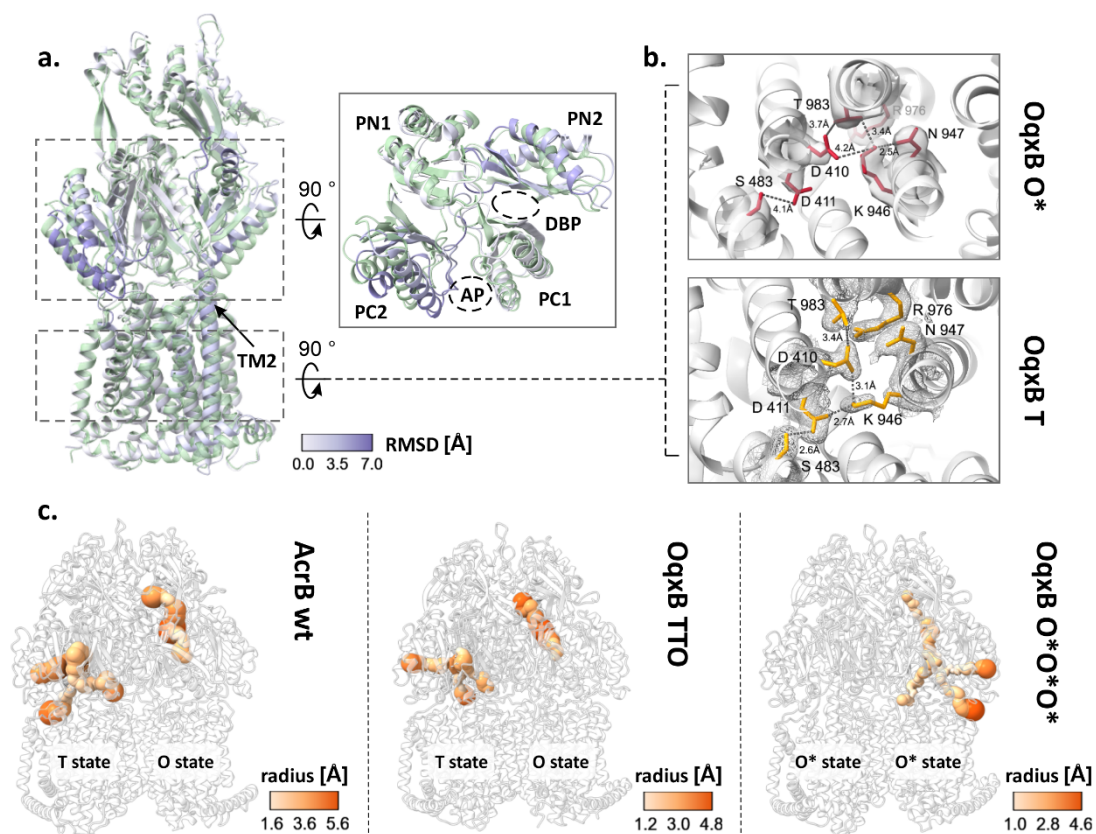 a.
90 °
TM2
90 °
RMSD [Å]
0.0 3.5 7.0
PN1
PN2
DBP
AP
PC2
PC1
b.
T 983
R 976
3.7Å
3.4Å
N 947
4.2Å
2.5Å
D 410
S 483
D 411
4.1Å
K 946
OqxB O*
T 983
R 976
N 947
3.4Å
D 410
3.1Å
D 411
2.7Å
K 946
2.6Å
S 483
OqxB T
c.
AcrB wt
T state
O state
radius [Å]
1.6 3.6 5.6
OqxB TTO
T state
O state
radius [Å]
1.2 3.0 4.8
OqxB O*O*O*
O* state
O* state
radius [Å]
1.0 2.8 4.6